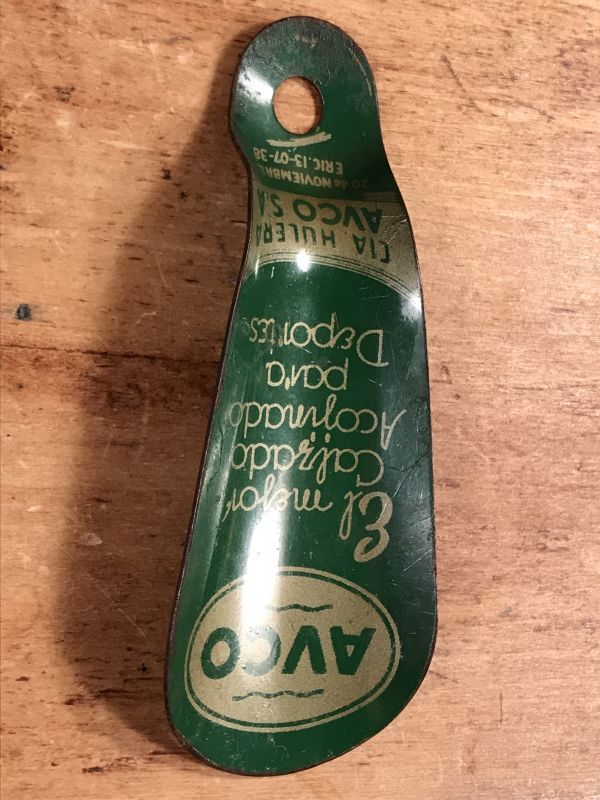 AVCO
El mejor
Calzado
Acojinado
para
Deportes
CIA. HULERA
AVCO S.A
20 de NOVIEMBRE
ERIC.13-07-38